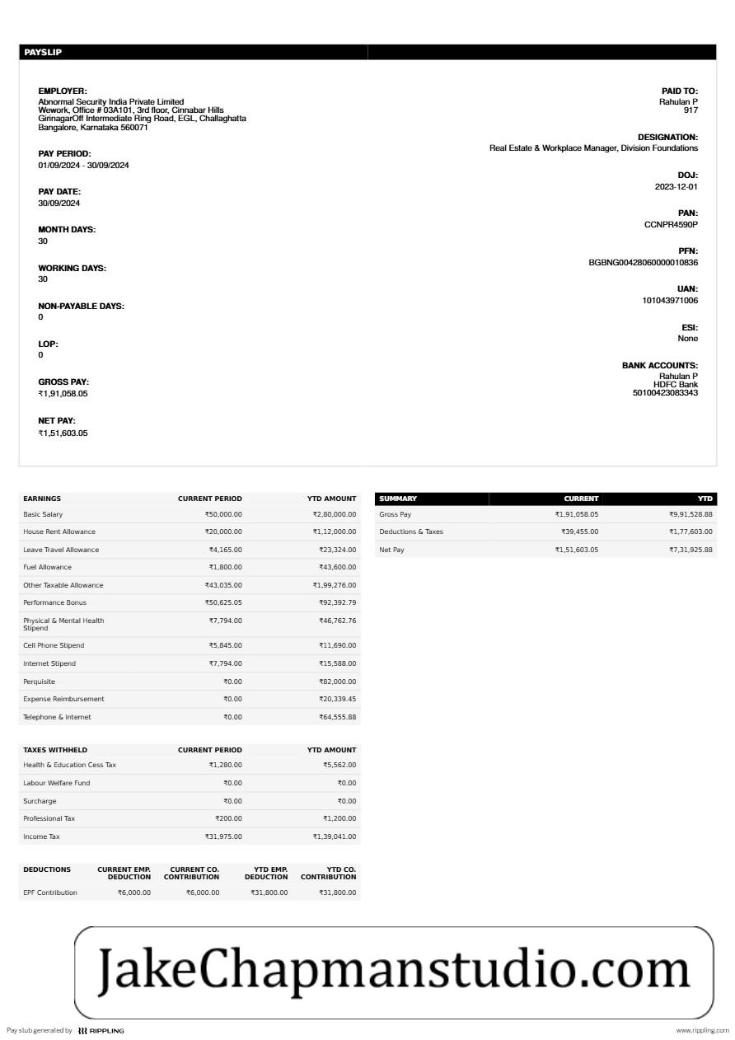 PAYSLIP
EMPLOYER:
Abnormal Security India Private Limited
Wework, Office # 03A101, 3rd floor, Cinnabar Hills
GirinagarOff Intermediate Ring Road, EGL, Challaghatta
Bangalore, Karnataka 560071
PAY PERIOD:
01/09/2024 - 30/09/2024
PAY DATE:
30/09/2024
MONTH DAYS:
30
WORKING DAYS:
30
NON-PAYABLE DAYS:
0
LOP:
0
GROSS PAY:
₹1,91,058.05
NET PAY:
₹1,51,603.05
PAID TO:
Rahulan P
917
DESIGNATION:
Real Estate & Workplace Manager, Division Foundations
DOJ:
2023-12-01
PAN:
CCNPR4590P
PFN:
BGBNG00428060000010836
UAN:
101043971006
ESI:
None
BANK ACCOUNTS:
Rahulan P
HDFC Bank
50100423083343
EARNINGS CURRENT PERIOD YTD AMOUNT
Basic Salary ₹50,000.00 ₹2,80,000.00
House Rent Allowance ₹20,000.00 ₹1,12,000.00
Leave Travel Allowance ₹4,165.00 ₹23,324.00
Fuel Allowance ₹1,800.00 ₹43,600.00
Other Taxable Allowance ₹43,035.00 ₹1,99,276.00
Performance Bonus ₹50,625.05 ₹92,392.79
Physical & Mental Health
Stipend ₹7,794.00 ₹46,762.76
Cell Phone Stipend ₹5,845.00 ₹11,690.00
Internet Stipend ₹7,794.00 ₹15,588.00
Perquisite ₹0.00 ₹82,000.00
Expense Reimbursement ₹0.00 ₹20,339.45
Telephone & Internet ₹0.00 ₹64,555.88
SUMMARY CURRENT YTD
Gross Pay ₹1,91,058.05 ₹9,91,528.88
Deductions & Taxes ₹39,455.00 ₹1,77,603.00
Net Pay ₹1,51,603.05 ₹7,31,925.88
TAXES WITHHELD CURRENT PERIOD YTD AMOUNT
Health & Education Cess Tax ₹1,280.00 ₹5,562.00
Labour Welfare Fund ₹0.00 ₹0.00
Surcharge ₹0.00 ₹0.00
Professional Tax ₹200.00 ₹1,200.00
Income Tax ₹31,975.00 ₹1,39,041.00
DEDUCTIONS CURRENT EMP. CURRENT CO. YTD EMP. YTD CO.
DEDUCTION CONTRIBUTION DEDUCTION CONTRIBUTION
EPF Contribution ₹6,000.00 ₹6,000.00 ₹31,800.00 ₹31,800.00
JakeChapmanstudio.com
Pay stub generated by RIPPLING www.rippling.com